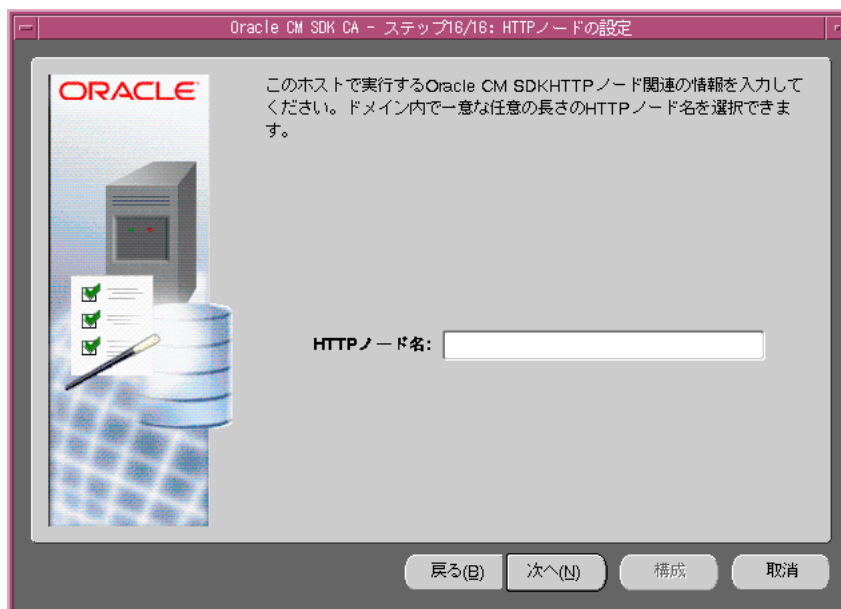 Oracle CM SDK CA - ステップ16/16: HTTPノードの設定
ORACLE
このホストで実行するOracle CM SDKHTTPノード関連の情報を入力して
ください。ドメイン内で一意な任意の長さのHTTPノード名を選択できま
す。
HTTPノード名:
戻る(B) 次へ(N) 構成 取消